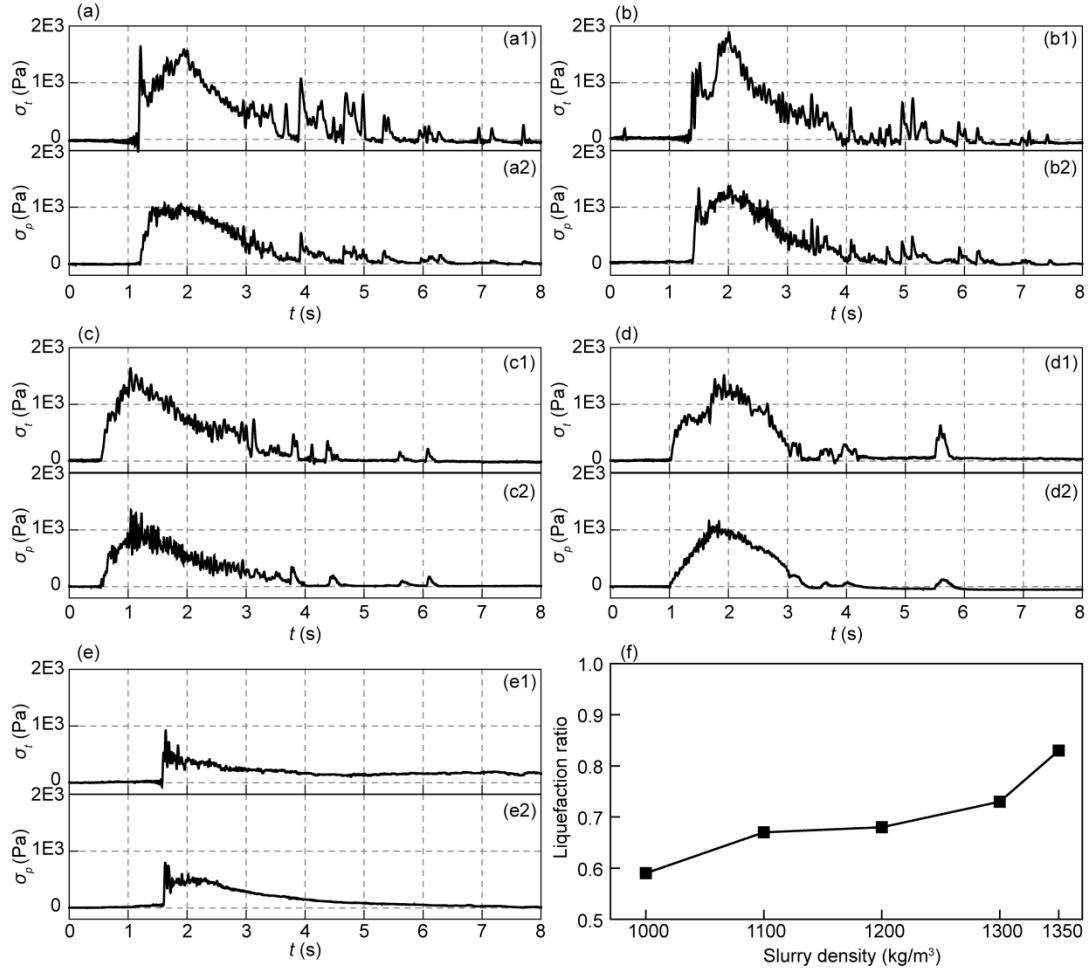 (a)
(b)
2E3
(a1)
2E3
(b1)
σt (Pa)
1E3
σt (Pa)
1E3
0
0
2E3
(a2)
2E3
(b2)
σp (Pa)
1E3
σp (Pa)
1E3
0
0
0 1 2 3 4 5 6 7 8
0 1 2 3 4 5 6 7 8
t (s)
t (s)
(c)
(d)
2E3
(c1)
2E3
(d1)
σt (Pa)
1E3
σt (Pa)
1E3
0
0
2E3
(c2)
2E3
(d2)
σp (Pa)
1E3
σp (Pa)
1E3
0
0
0 1 2 3 4 5 6 7 8
0 1 2 3 4 5 6 7 8
t (s)
t (s)
(e)
2E3
(e1)
σt (Pa)
1E3
0
2E3
(e2)
σp (Pa)
1E3
0
0 1 2 3 4 5 6 7 8
t (s)
(f)
1.0
0.9
0.8
0.7
0.6
0.5
Liquefaction ratio
1000 1100 1200 1300 1350
Slurry density (kg/m³)